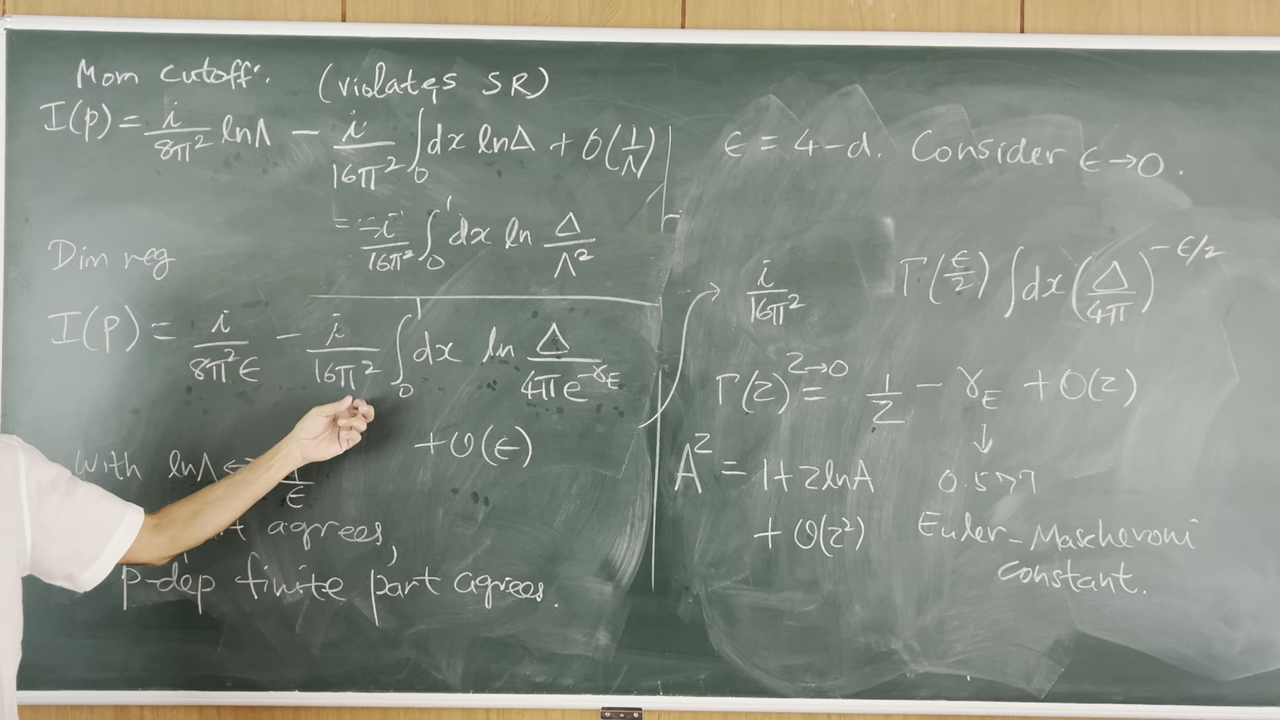 Mom cutoff: (violates SR)
I(p) = i/8π² lnΛ − i/16π² ∫₀ dx lnΔ + O(1/Λ)
= −i/16π² ∫₀¹ dx ln Δ/Λ²
Dim reg
I(p) = i/8π²ϵ − i/16π² ∫₀¹ dx ln Δ/4πe^{-γ_E}
+ O(ϵ)
With lnΛ ↔ 1/ϵ
agrees,
p-dep finite part agrees.
ϵ = 4−d. Consider ϵ→0.
i/16π² Γ(ϵ/2) ∫dx (Δ/4π)^{−ϵ/2}
Γ(z) =^{z→0} 1/z − γ_E + O(z)
↓
A^z = 1+zlnA
+ O(z²)
0.577
Euler-Mascheroni
constant.